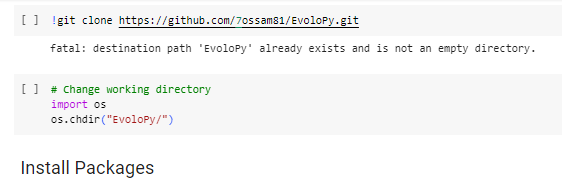 [ ] !git clone https://github.com/7ossam81/EvoloPy.git
fatal: destination path 'EvoloPy' already exists and is not an empty directory.
[ ] # Change working directory
import os
os.chdir("EvoloPy/")
Install Packages